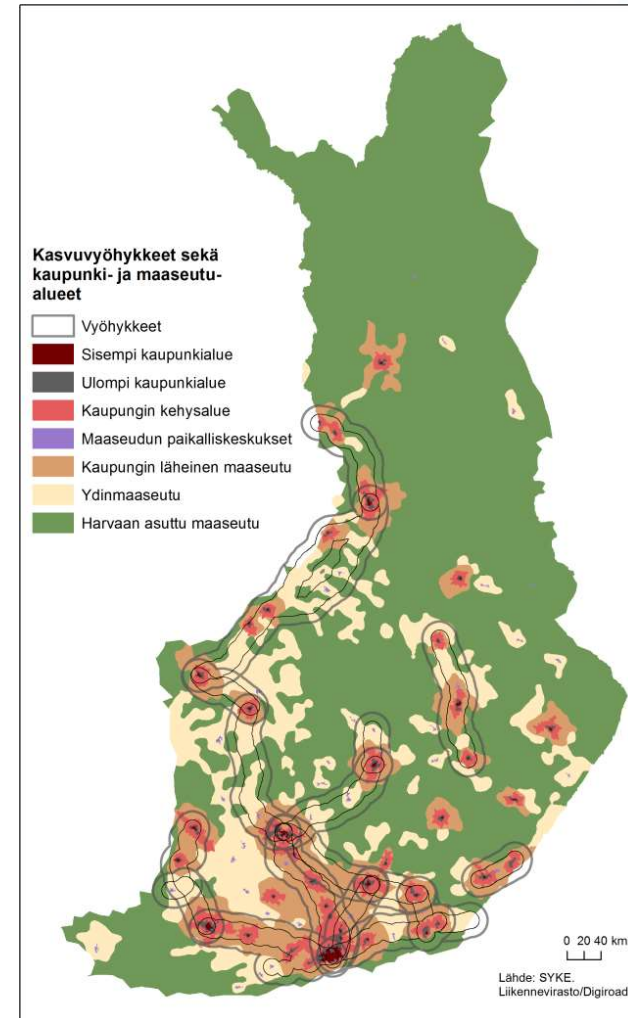 Kasvuvyöhykkeet sekä
kaupunki- ja maaseutu-
alueet
Vyöhykkeet
Sisempi kaupunkialue
Ulompi kaupunkialue
Kaupungin kehysalue
Maaseudun paikalliskeskukset
Kaupungin läheinen maaseutu
Ydinmaaseutu
Harvaan asuttu maaseutu
0 20 40 km
Lähde: SYKE.
Liikennevirasto/Digiroad